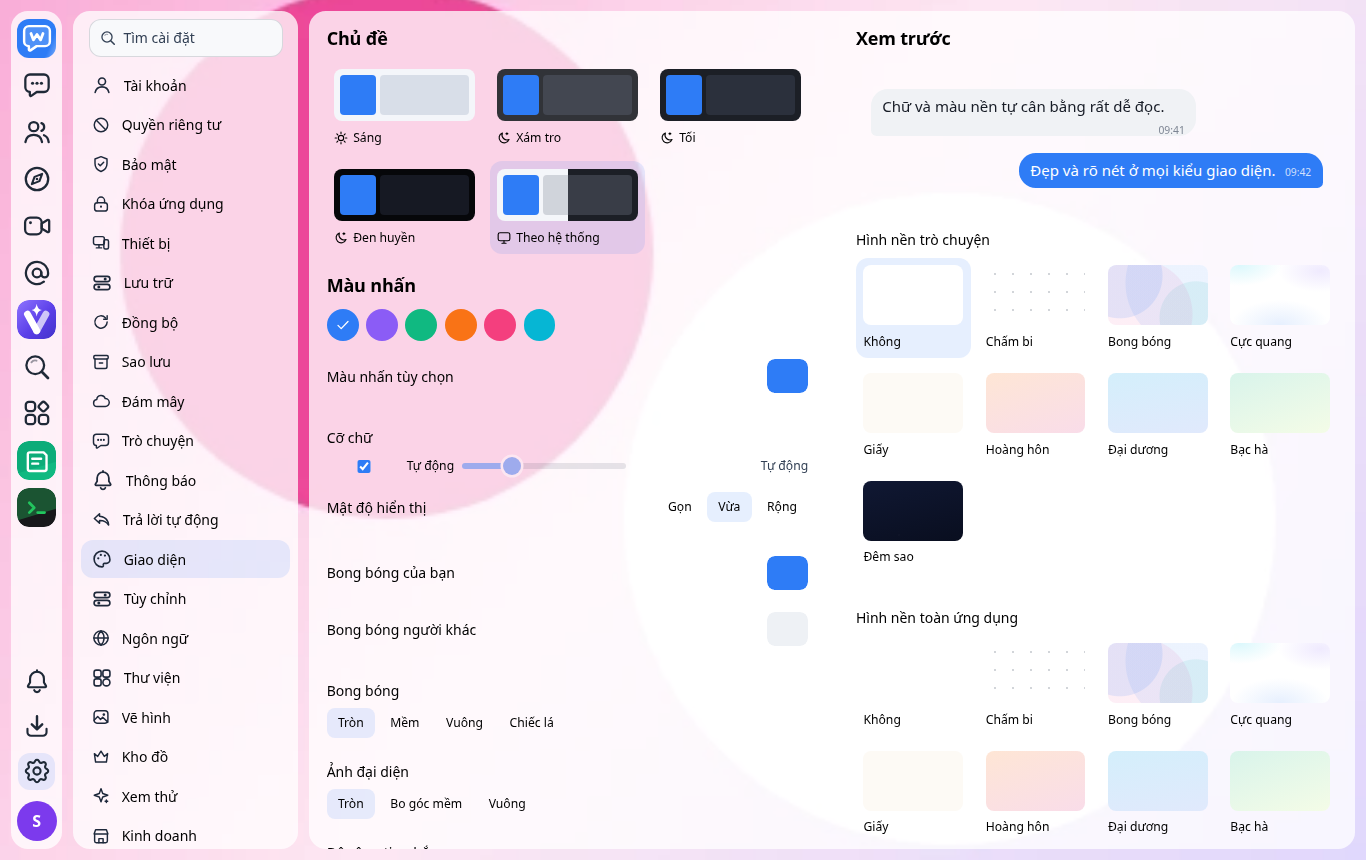 Tìm cài đặt
Tài khoản
Quyền riêng tư
Bảo mật
Khóa ứng dụng
Thiết bị
Lưu trữ
Đồng bộ
Sao lưu
Đám mây
Trò chuyện
Thông báo
Trả lời tự động
Giao diện
Tùy chỉnh
Ngôn ngữ
Thư viện
Vẽ hình
Kho đồ
Xem thử
Kinh doanh
S
Chủ đề
Sáng
Xám tro
Tối
Đen huyền
Theo hệ thống
Màu nhấn
Màu nhấn tùy chọn
Cỡ chữ
Tự động
Tự động
Mật độ hiển thị
Gọn
Vừa
Rộng
Bong bóng của bạn
Bong bóng người khác
Bong bóng
Tròn
Mềm
Vuông
Chiếc lá
Ảnh đại diện
Tròn
Bo góc mềm
Vuông
Xem trước
Chữ và màu nền tự cân bằng rất dễ đọc.
09:41
Đẹp và rõ nét ở mọi kiểu giao diện. 09:42
Hình nền trò chuyện
Không
Chấm bi
Bong bóng
Cực quang
Giấy
Hoàng hôn
Đại dương
Bạc hà
Đêm sao
Hình nền toàn ứng dụng
Không
Chấm bi
Bong bóng
Cực quang
Giấy
Hoàng hôn
Đại dương
Bạc hà